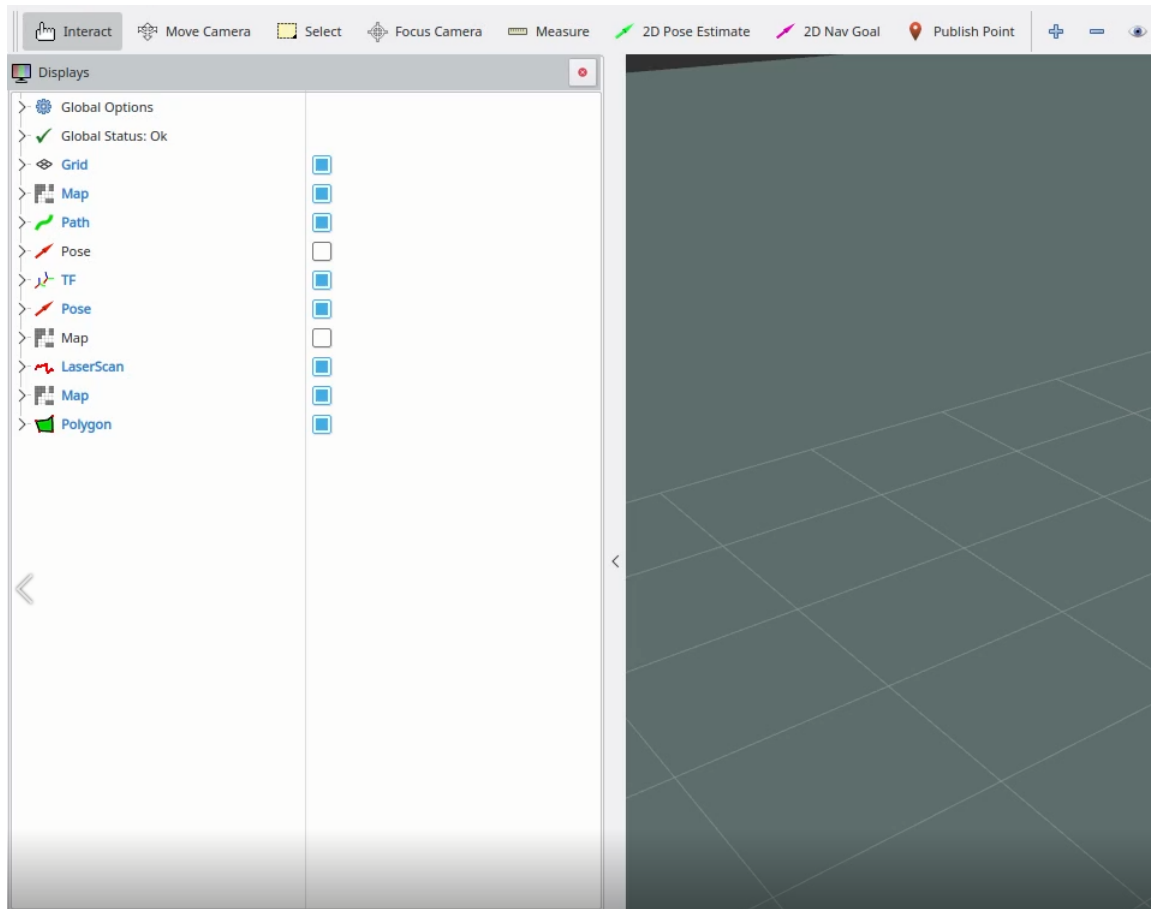 Interact Move Camera Select Focus Camera Measure 2D Pose Estimate 2D Nav Goal Publish Point
Displays
Global Options
Global Status: Ok
Grid
Map
Path
Pose
TF
Pose
Map
LaserScan
Map
Polygon